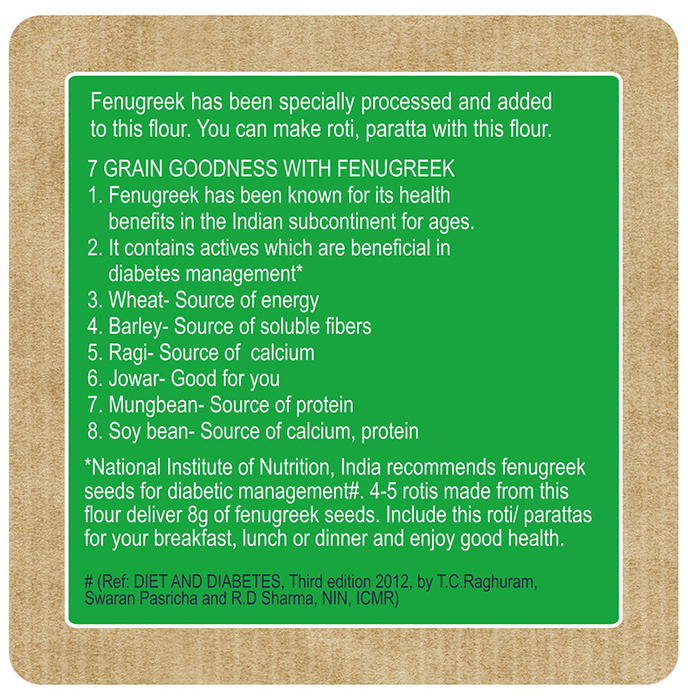 Fenugreek has been specially processed and added
to this flour. You can make roti, paratta with this flour.
7 GRAIN GOODNESS WITH FENUGREEK
1. Fenugreek has been known for its health
benefits in the Indian subcontinent for ages.
2. It contains actives which are beneficial in
diabetes management*
3. Wheat- Source of energy
4. Barley- Source of soluble fibers
5. Ragi- Source of calcium
6. Jowar- Good for you
7. Mungbean- Source of protein
8. Soy bean- Source of calcium, protein
*National Institute of Nutrition, India recommends fenugreek
seeds for diabetic management#. 4-5 rotis made from this
flour deliver 8g of fenugreek seeds. Include this roti/ parattas
for your breakfast, lunch or dinner and enjoy good health.
# (Ref: DIET AND DIABETES, Third edition 2012, by T.C.Raghuram,
Swaran Pasricha and R.D Sharma, NIN, ICMR)